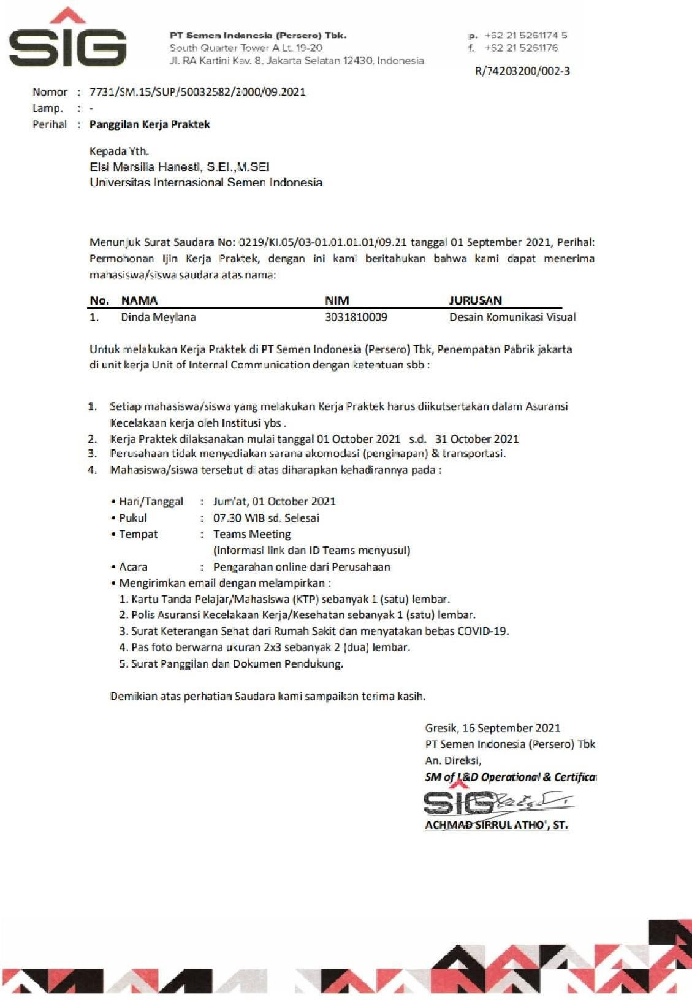 SIG
PT Semen Indonesia (Persero) Tbk.
South Quarter Tower A Lt. 19-20
Jl. RA Kartini Kav. 8, Jakarta Selatan 12430, Indonesia
p. +62 21 5261174 5
f. +62 21 5261176
R/74203200/002-3
Nomor : 7731/SM.15/SUP/50032582/2000/09.2021
Lamp. : -
Perihal : Panggilan Kerja Praktek
Kepada Yth.
Elsi Mersilia Hanesti, S.EI.,M.SEI
Universitas Internasional Semen Indonesia
Menunjuk Surat Saudara No: 0219/KI.05/03-01.01.01.01/09.21 tanggal 01 September 2021, Perihal:
Permohonan Ijin Kerja Praktek, dengan ini kami beritahukan bahwa kami dapat menerima
mahasiswa/siswa saudara atas nama:
No. NAMA NIM JURUSAN
1. Dinda Meylana 3031810009 Desain Komunikasi Visual
Untuk melakukan Kerja Praktek di PT Semen Indonesia (Persero) Tbk, Penempatan Pabrik jakarta
di unit kerja Unit of Internal Communication dengan ketentuan sbb :
1. Setiap mahasiswa/siswa yang melakukan Kerja Praktek harus diikutsertakan dalam Asuransi
Kecelakaan kerja oleh Institusi ybs .
2. Kerja Praktek dilaksanakan mulai tanggal 01 October 2021 s.d. 31 October 2021
3. Perusahaan tidak menyediakan sarana akomodasi (penginapan) & transportasi.
4. Mahasiswa/siswa tersebut di atas diharapkan kehadirannya pada :
• Hari/Tanggal : Jum'at, 01 October 2021
• Pukul : 07.30 WIB sd. Selesai
• Tempat : Teams Meeting
(informasi link dan ID Teams menyusul)
• Acara : Pengarahan online dari Perusahaan
• Mengirimkan email dengan melampirkan :
1. Kartu Tanda Pelajar/Mahasiswa (KTP) sebanyak 1 (satu) lembar.
2. Polis Asuransi Kecelakaan Kerja/Kesehatan sebanyak 1 (satu) lembar.
3. Surat Keterangan Sehat dari Rumah Sakit dan menyatakan bebas COVID-19.
4. Pas foto berwarna ukuran 2x3 sebanyak 2 (dua) lembar.
5. Surat Panggilan dan Dokumen Pendukung.
Demikian atas perhatian Saudara kami sampaikan terima kasih.
Gresik, 16 September 2021
PT Semen Indonesia (Persero) Tbk
An. Direksi,
SM of L&D Operational & Certificat
SIG
ACHMAD SIRRUL ATHO', ST.